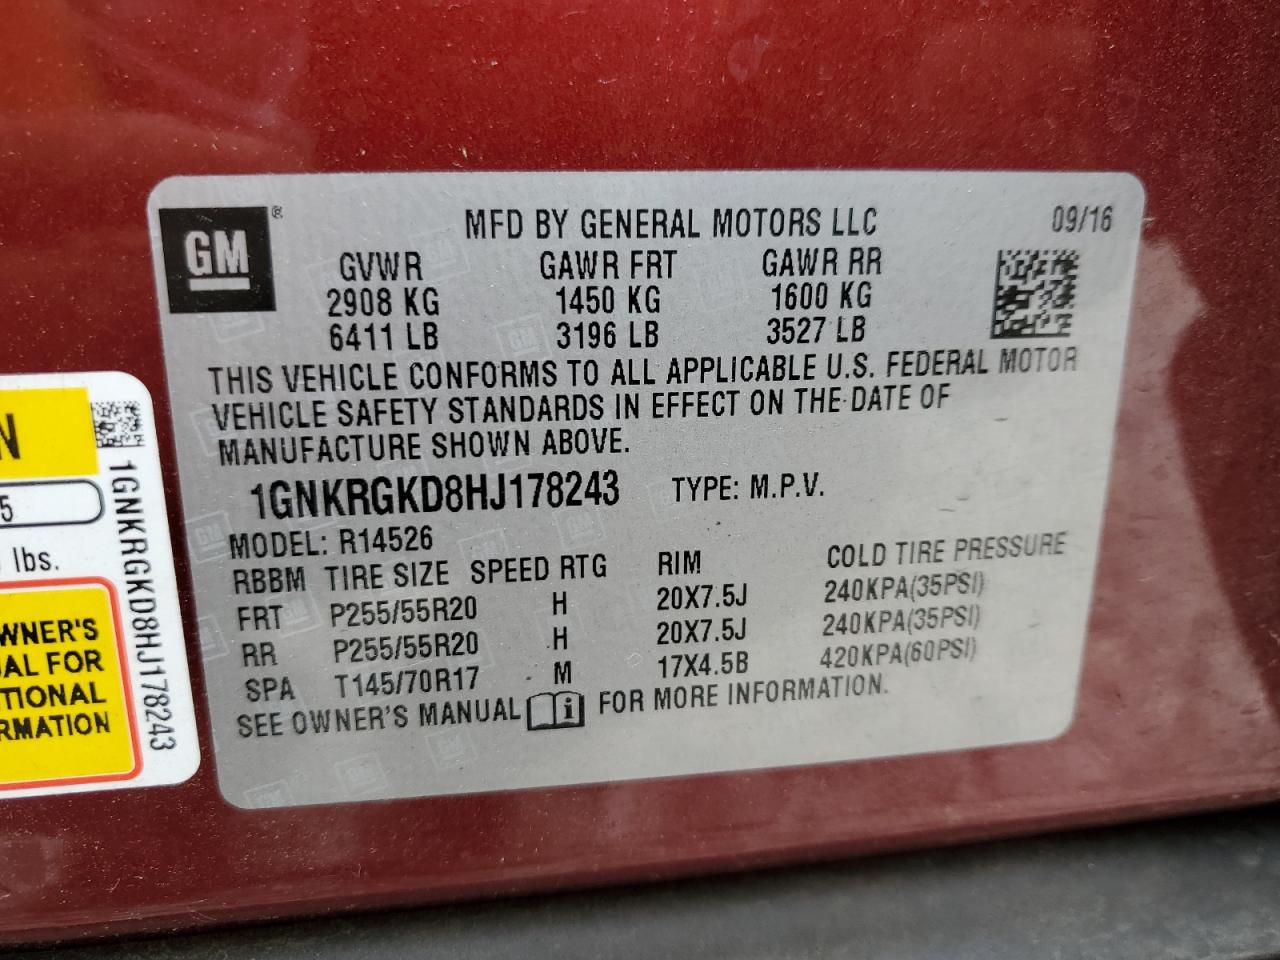 GM
®
MFD BY GENERAL MOTORS LLC
09/16
GVWR GAWR FRT GAWR RR
2908 KG 1450 KG 1600 KG
6411 LB 3196 LB 3527 LB
THIS VEHICLE CONFORMS TO ALL APPLICABLE U.S. FEDERAL MOTOR
VEHICLE SAFETY STANDARDS IN EFFECT ON THE DATE OF
MANUFACTURE SHOWN ABOVE.
1GNKRGKD8HJ178243 TYPE: M.P.V.
MODEL: R14526
RBBM TIRE SIZE SPEED RTG RIM COLD TIRE PRESSURE
FRT P255/55R20 H 20X7.5J 240KPA(35PSI)
RR P255/55R20 H 20X7.5J 240KPA(35PSI)
SPA T145/70R17 M 17X4.5B 420KPA(60PSI)
SEE OWNER'S MANUAL i FOR MORE INFORMATION.
N
5
lbs.
WNER'S
UAL FOR
TIONAL
RMATION
1GNKRGKD8HJ178243